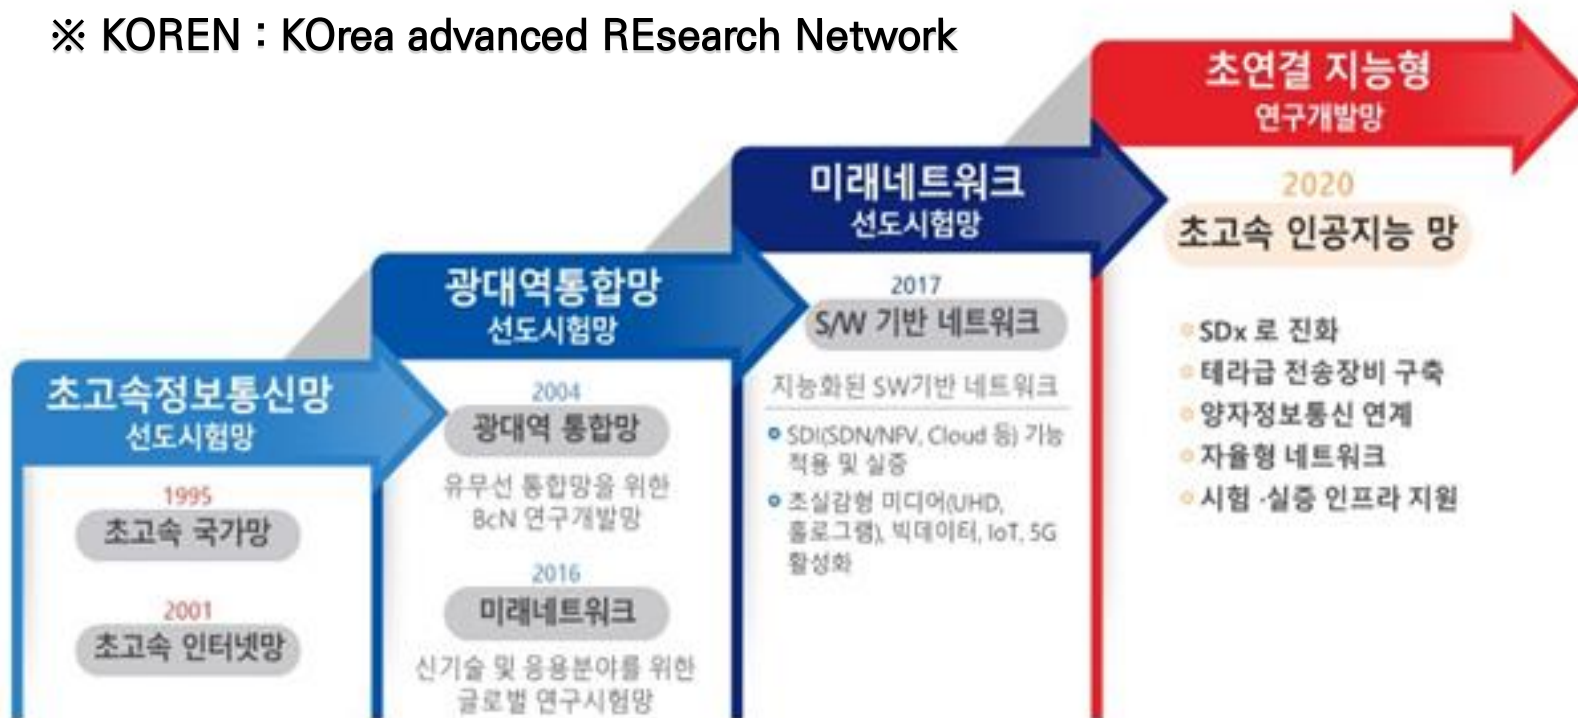 ※ KOREN : KOrea advanced REsearch Network
초고속정보통신망
선도시험망
1995
초고속 국가망
2001
초고속 인터넷망
광대역통합망
선도시험망
2004
광대역 통합망
유무선 통합망을 위한
BcN 연구개발망
2016
미래네트워크
신기술 및 응용분야를 위한
글로벌 연구시험망
미래네트워크
선도시험망
2017
S/W 기반 네트워크
지능화된 SW기반 네트워크
SDI(SDN/NFV, Cloud 등) 기능
적용 및 실증
초실감형 미디어(UHD,
홀로그램), 빅데이터, IoT, 5G
활성화
초연결 지능형
연구개발망
2020
초고속 인공지능 망
SDx 로 진화
테라급 전송장비 구축
양자정보통신 연계
자율형 네트워크
시험 ·실증 인프라 지원